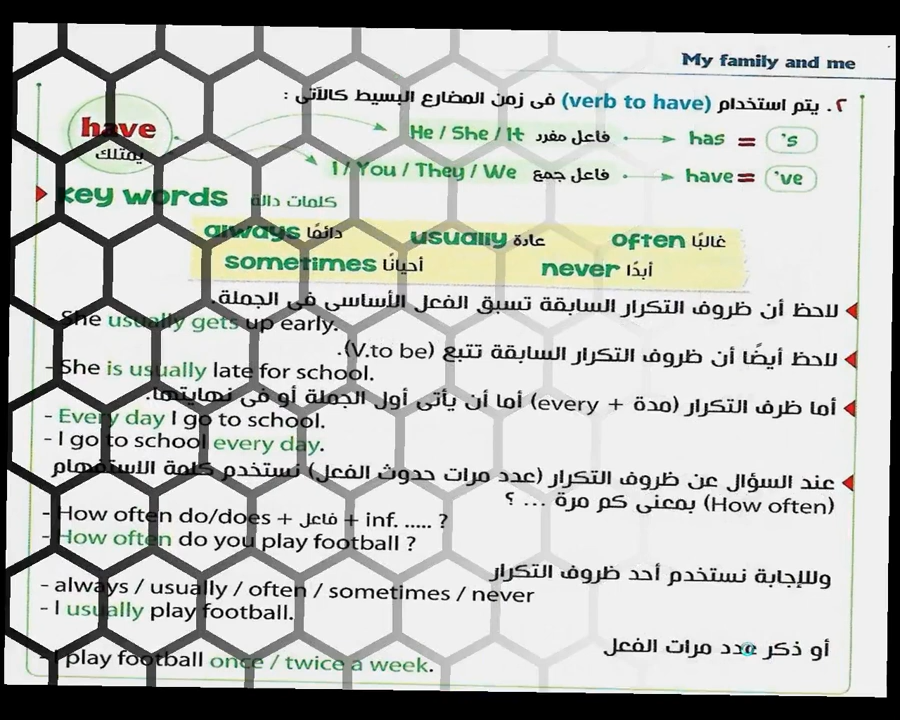 My family and me
٢. يتم استخدام (verb to have) فى زمن المضارع البسيط كالآتى :
have
يمتلك
He / She / It فاعل مفرد → has = 's
I / You / They / We فاعل جمع → have = 've
key words كلمات دالة
always دائمًا usually عادة often غالبًا
sometimes أحيانًا never أبدًا
للاحظ أن ظروف التكرار السابقة تسبق الفعل الأساسى فى الجملة.
- She usually gets up early.
للاحظ أيضًا أن ظروف التكرار السابقة تتبع (V.to be).
- She is usually late for school.
أما ظرف التكرار (مدة + every) أما أن يأتى أول الجملة أو فى نهايتها.
- Every day I go to school.
- I go to school every day.
عند السؤال عن ظروف التكرار (عدد مرات حدوث الفعل) نستخدم كلمة الاستفهام
(How often) بمعنى كم مرة ... ؟
- How often do/does + فاعل + inf. ..... ?
- How often do you play football ?
وللإجابة نستخدم أحد ظروف التكرار
- always / usually / often / sometimes / never
- I usually play football.
أو ذكر عدد مرات الفعل
- I play football once / twice a week.